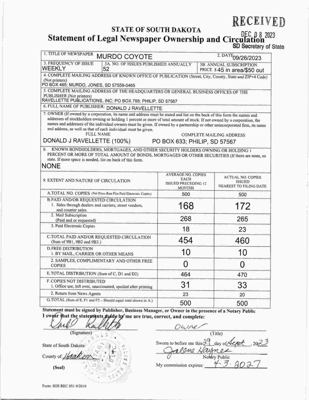 RECEIVED
STATE OF SOUTH DAKOTA
DEC 08 2023
Statement of Legal Newspaper Ownership and Circulation
SD Secretary of State
1. TITLE OF NEWSPAPER MURDO COYOTE
2. DATE 09/26/2023
3. FREQUENCY OF ISSUE
WEEKLY
3A. NO. OF ISSUES PUBLISHED ANNUALLY
52
3B. ANNUAL SUBSCRIPTION
PRICE $ 45 in area/$50 out
4. COMPLETE MAILING ADDRESS OF KNOWN OFFICE OF PUBLICATION (Street, City, County, State and ZIP+4 Code)
(Not printers)
PO BOX 465; MURDO, JONES, SD 57559-0465
5. COMPLETE MAILING ADDRESS OF THE HEADQUARTERS OR GENERAL BUSINESS OFFICES OF THE
PUBLISHER (Not printers)
RAVELLETTE PUBLICATIONS, INC; PO BOX 788; PHILIP, SD 57567
6. FULL NAME OF PUBLISHER: DONALD J RAVELLETTE
7. OWNER (If owned by a corporation, its name and address must be stated and list on the back of this form the names and
addresses of stockholders owning or holding 1 percent or more of total amount of stock. If not owned by a corporation, the
names and addresses of the individual owners must be given. If owned by a partnership or other unincorporated firm, its name
and address, as well as that of each individual must be given.
FULL NAME
COMPLETE MAILING ADDRESS
DONALD J RAVELLETTE (100%)
PO BOX 633; PHILIP, SD 57567
8. KNOWN BONDHOLDERS, MORTGAGES, AND OTHER SECURITY HOLDERS OWNING OR HOLDING 1
PERCENT OR MORE OF TOTAL AMOUNT OF BONDS, MORTGAGES OR OTHER SECURITIES (If there are none, so
state. If more space is needed, list on back of this form.
NONE
9. EXTENT AND NATURE OF CIRCULATION
AVERAGE NO. COPIES
EACH
ISSUED PRECEDING 12
MONTHS
ACTUAL NO. COPIES
ISSUED
NEAREST TO FILING DATE
A.TOTAL NO. COPIES (Net Press Run Plus Paid Electronic Copies) 500 500
B.PAID AND/OR REQUESTED CIRCULATION
1. Sales through dealers and carriers, street vendors,
and counter sales. 168 172
2. Mail Subscription
(Paid and or requested) 268 265
3. Paid Electronic Copies 18 23
C.TOTAL PAID AND/OR REQUESTED CIRCULATION
(Sum of 9B1, 9B2 and 9B3.) 454 460
D.FREE DISTRIBUTION
1. BY MAIL, CARRIER OR OTHER MEANS 10 10
2. SAMPLES, COMPLIMENTARY AND OTHER FREE
COPIES 0 0
E. TOTAL DISTRIBUTION (Sum of C, D1 and D2) 464 470
F. COPIES NOT DISTRIBUTED
1. Office use, left over, unaccounted, spoiled after printing 31 33
2. Return from News Agents 23 20
G.TOTAL (Sum of E, F1 and F2 - Should equal total shown in A.) 500 500
Statement must be signed by Publisher, Business Manager, or Owner in the presence of a Notary Public
I swear that the statements made by me are true, correct, and complete:
owner
(Signature)
(Title)
State of South Dakota
Sworn to before me this 29 day of Sept 2023
County of Haakon
Notary Public
(Seal)
My commission expires 4-3-2027